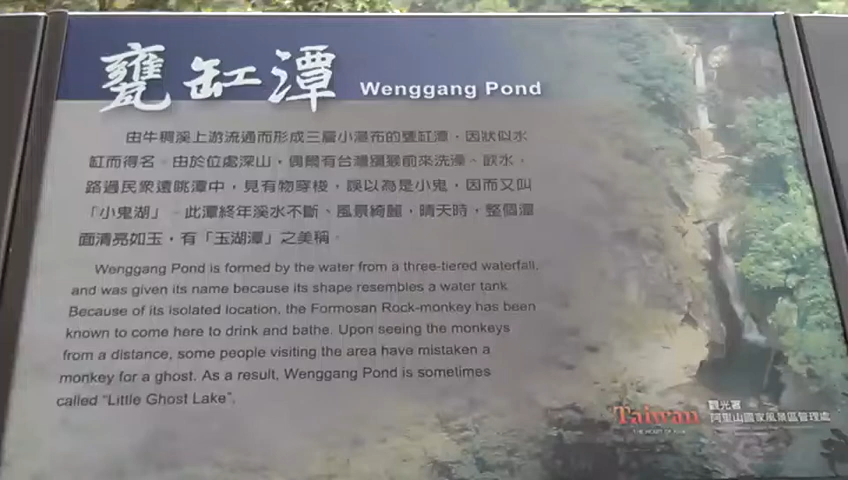 甕缸潭
Wenggang Pond
由牛稠溪上游流過而形成三層小瀑布的甕缸潭，因狀似水
缸而得名。由於位處深山，偶爾有台灣獼猴前來洗澡、飲水，
路過民眾遠眺潭中，見有物穿梭，誤以為是小鬼，因而又叫
「小鬼湖」。此潭終年溪水不斷、風景綺麗，晴天時，整個潭
面清亮如玉，有「玉湖潭」之美稱。
Wenggang Pond is formed by the water from a three-tiered waterfall,
and was given its name because its shape resembles a water tank.
Because of its isolated location, the Formosan Rock-monkey has been
known to come here to drink and bathe. Upon seeing the monkeys
from a distance, some people visiting the area have mistaken a
monkey for a ghost. As a result, Wenggang Pond is sometimes
called “Little Ghost Lake”.
Taiwan
THE HEART OF ASIA
觀光署
阿里山國家風景區管理處